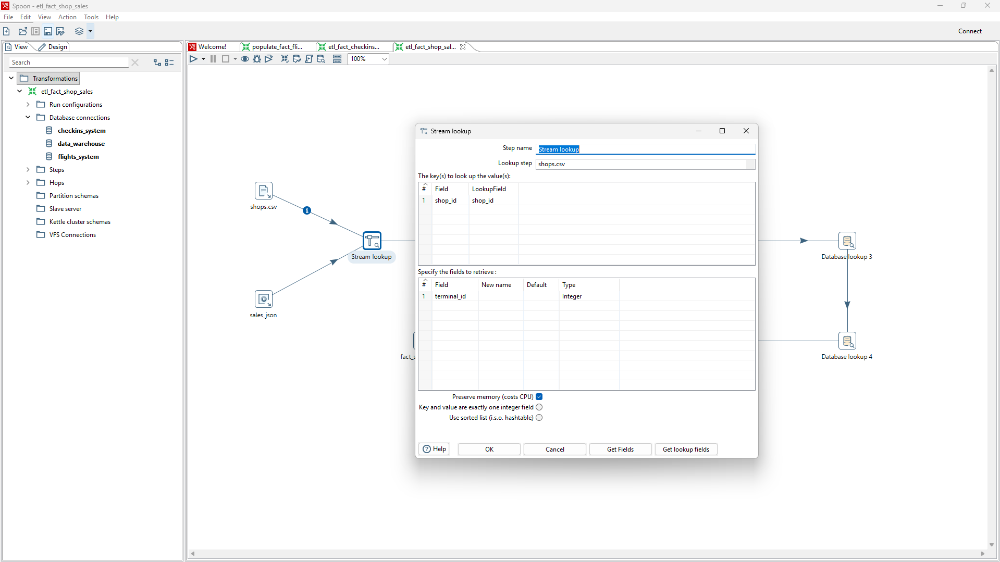 Spoon - etl_fact_shop_sales
File Edit View Action Tools Help
Connect
View Design
Welcome! populate_fact_fli... etl_fact_checkins... etl_fact_shop_sal...
Search
100%
Transformations
etl_fact_shop_sales
Run configurations
Database connections
checkins_system
data_warehouse
flights_system
Steps
Hops
Partition schemas
Slave server
Kettle cluster schemas
VFS Connections
shops.csv
Stream lookup
sales_json
fact_s
Database lookup 3
Database lookup 4
Stream lookup
Step name Stream lookup
Lookup step shops.csv
The key(s) to look up the value(s):
# Field LookupField
1 shop_id shop_id
Specify the fields to retrieve :
# Field New name Default Type
1 terminal_id Integer
Preserve memory (costs CPU)
Key and value are exactly one integer field
Use sorted list (i.s.o. hashtable)
Help OK Cancel Get Fields Get lookup fields